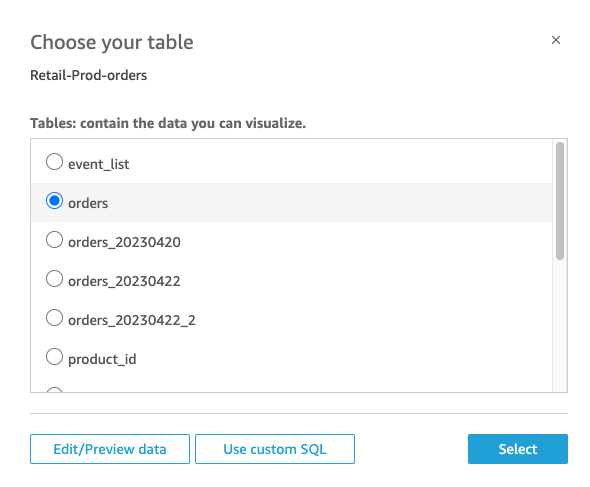 Choose your table
Retail-Prod-orders
Tables: contain the data you can visualize.
event_list
orders
orders_20230420
orders_20230422
orders_20230422_2
product_id
Edit/Preview data
Use custom SQL
Select